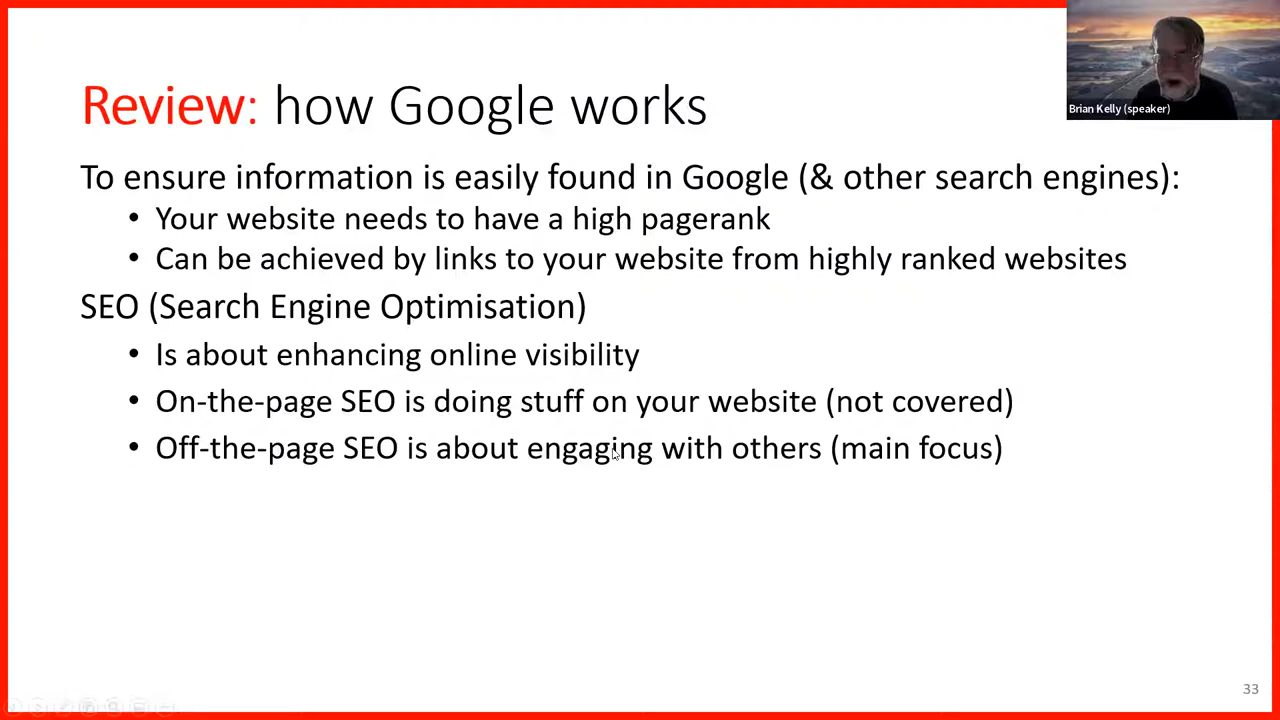 Brian Kelly (speaker)
Review: how Google works
To ensure information is easily found in Google (& other search engines):
• Your website needs to have a high pagerank
• Can be achieved by links to your website from highly ranked websites
SEO (Search Engine Optimisation)
• Is about enhancing online visibility
• On-the-page SEO is doing stuff on your website (not covered)
• Off-the-page SEO is about engaging with others (main focus)
33